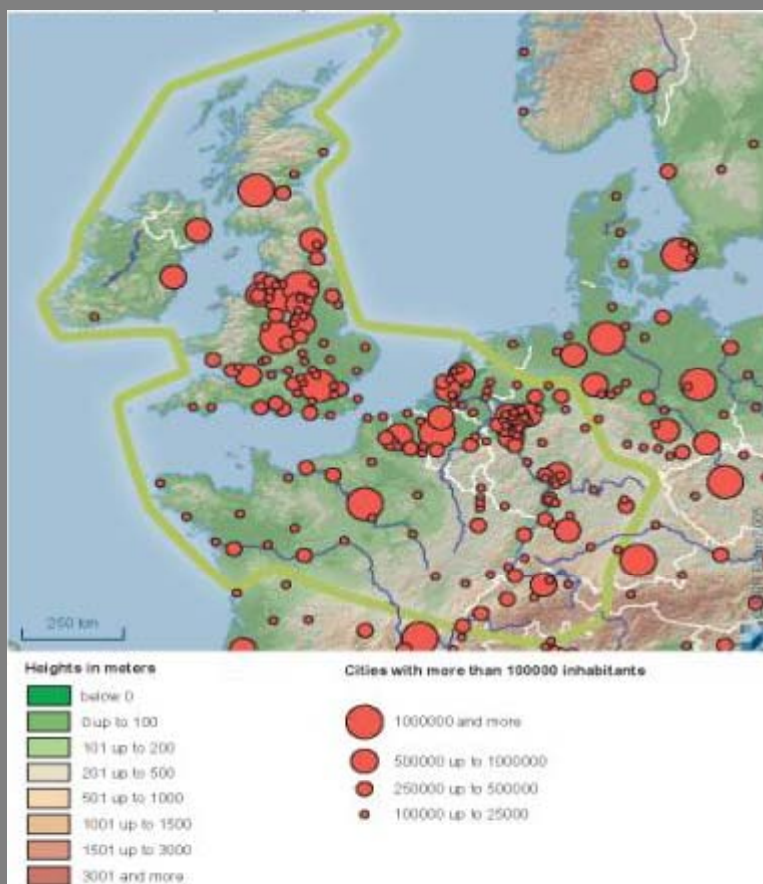 250 km
Heights in meters
below 0
0 up to 100
101 up to 200
201 up to 500
501 up to 1000
1001 up to 1500
1501 up to 3000
3001 and more
Cities with more than 100000 inhabitants
1000000 and more
500000 up to 1000000
250000 up to 500000
100000 up to 25000